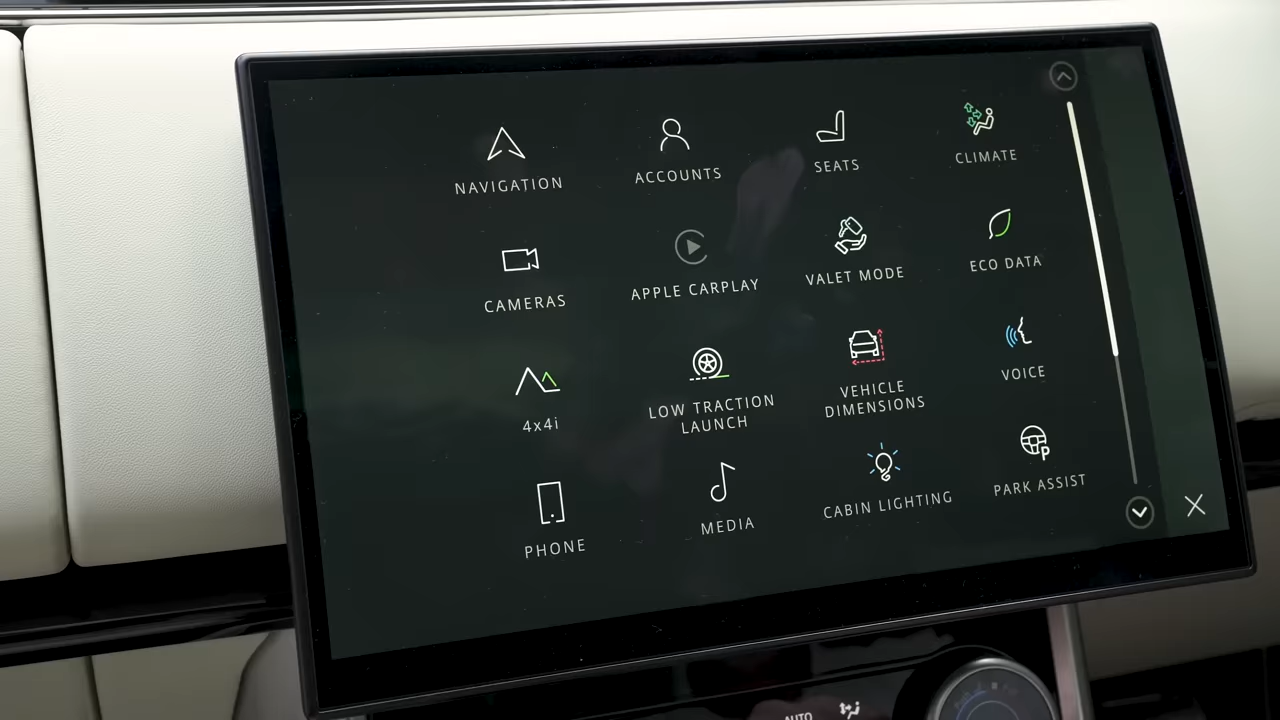 NAVIGATION
ACCOUNTS
SEATS
CLIMATE
CAMERAS
APPLE CARPLAY
VALET MODE
ECO DATA
4x4i
LOW TRACTION
LAUNCH
VEHICLE
DIMENSIONS
VOICE
PHONE
MEDIA
CABIN LIGHTING
PARK ASSIST
AUTO